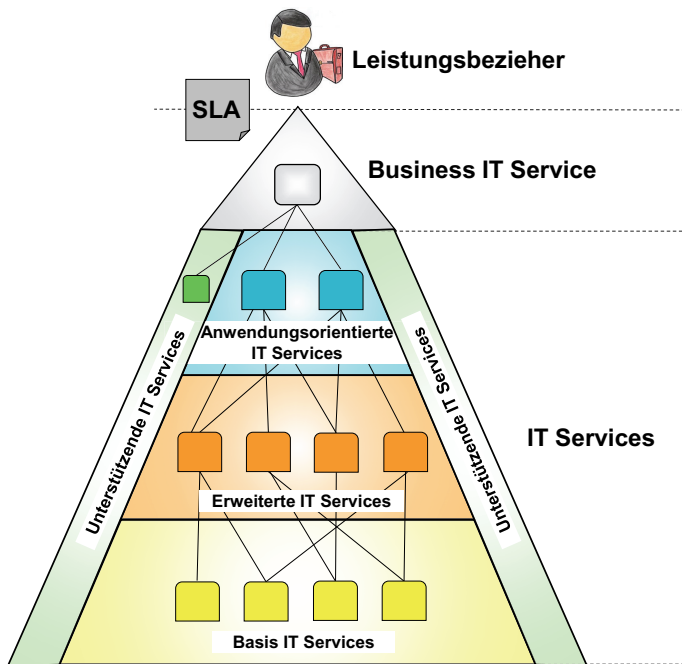 Leistungsbezieher
SLA
Business IT Service
Anwendungsorientierte
IT Services
Unterstützende IT Services
Unterstützende IT Services
IT Services
Erweiterte IT Services
Basis IT Services